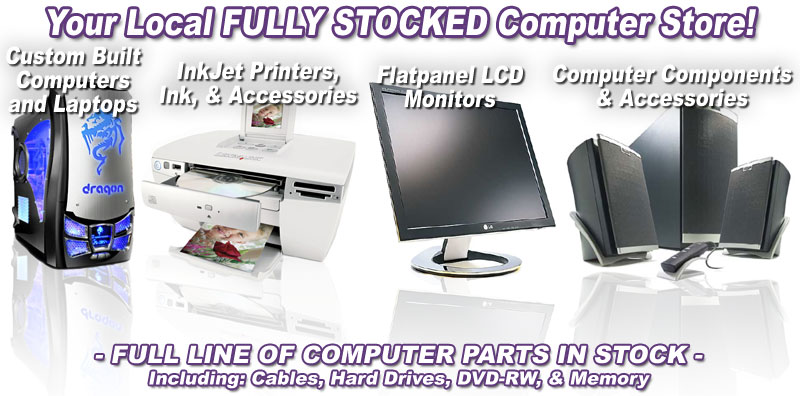 Your Local FULLY STOCKED Computer Store!
Custom Built
Computers
and Laptops
InkJet Printers,
Ink, & Accessories
Flatpanel LCD
Monitors
Computer Components
& Accessories
dragon
LG
- FULL LINE OF COMPUTER PARTS IN STOCK -
Including: Cables, Hard Drives, DVD-RW, & Memory